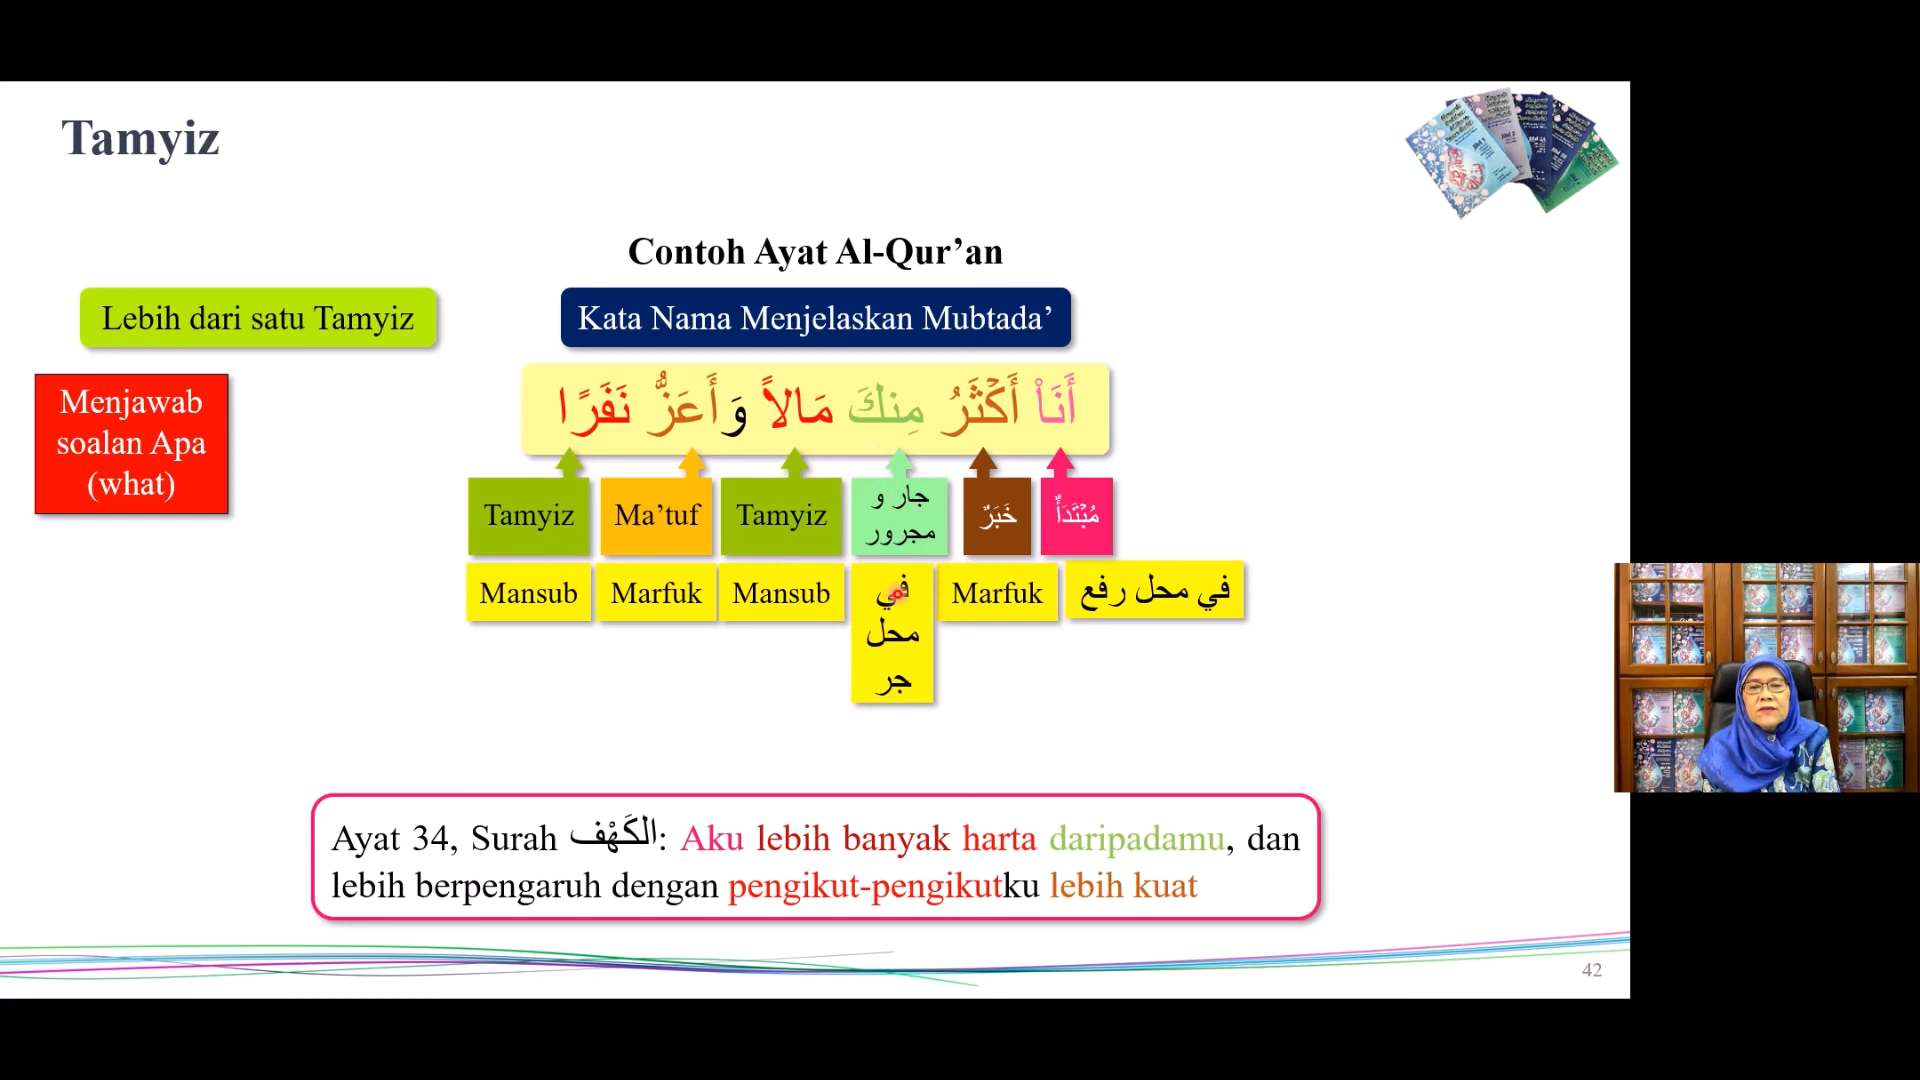 Tamyiz
Contoh Ayat Al-Qur’an
Lebih dari satu Tamyiz
Kata Nama Menjelaskan Mubtada’
Menjawab
soalan Apa
(what)
أَنَا۠ أَكْثَرُ مِنكَ مَالاً وَأَعَزُّ نَفَرًا
مُبْتَدَأٌ
خَبَرٌ
جار و
مجرور
Tamyiz
Ma’tuf
Tamyiz
في محل رفع
Marfuk
في
محل
جر
Mansub
Marfuk
Mansub
Ayat 34, Surah الكَهْف: Aku lebih banyak harta daripadamu, dan
lebih berpengaruh dengan pengikut-pengikutku lebih kuat
42